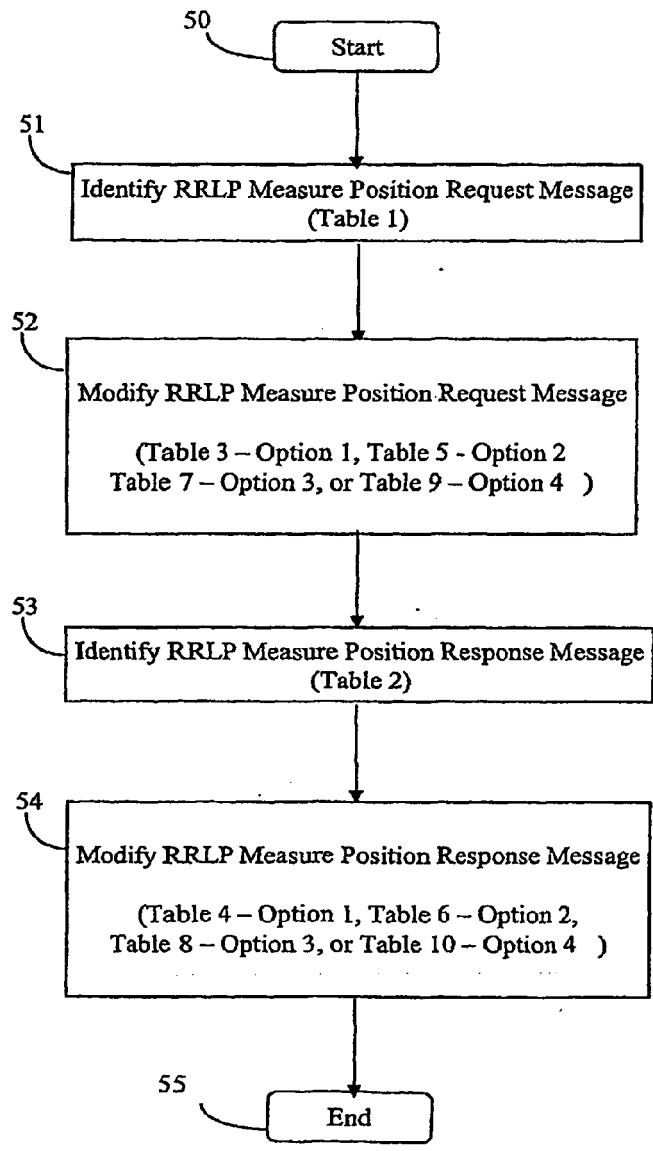 50
Start
51
Identify RRLP Measure Position Request Message
(Table 1)
52
Modify RRLP Measure Position Request Message
(Table 3 – Option 1, Table 5 - Option 2
Table 7 – Option 3, or Table 9 – Option 4 )
53
Identify RRLP Measure Position Response Message
(Table 2)
54
Modify RRLP Measure Position Response Message
(Table 4 – Option 1, Table 6 – Option 2,
Table 8 – Option 3, or Table 10 – Option 4 )
55
End